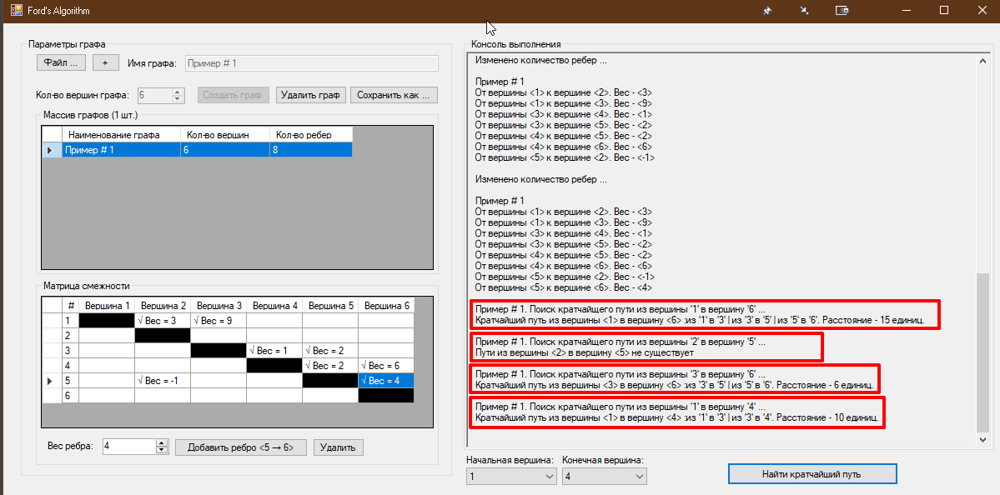 Ford's Algorithm
Параметры графа
Файл ...
+
Имя графа:
Пример # 1
Кол-во вершин графа:
6
Создать граф
Удалить граф
Сохранить как ...
Массив графов (1 шт.)
Наименование графа Кол-во вершин Кол-во ребер
Пример # 1 6 8
Матрица смежности
# Вершина 1 Вершина 2 Вершина 3 Вершина 4 Вершина 5 Вершина 6
1 √ Вес = 3 √ Вес = 9
2
3 √ Вес = 1 √ Вес = 2
4 √ Вес = 2 √ Вес = 6
5 √ Вес = -1 √ Вес = 4
6
Вес ребра:
4
Добавить ребро <5 → 6>
Удалить
Консоль выполнения
Изменено количество ребер ...
Пример # 1
От вершины <1> к вершине <2>. Вес - <3>
От вершины <1> к вершине <3>. Вес - <9>
От вершины <3> к вершине <4>. Вес - <1>
От вершины <3> к вершине <5>. Вес - <2>
От вершины <4> к вершине <5>. Вес - <2>
От вершины <4> к вершине <6>. Вес - <6>
От вершины <5> к вершине <2>. Вес - <-1>
Изменено количество ребер ...
Пример # 1
От вершины <1> к вершине <2>. Вес - <3>
От вершины <1> к вершине <3>. Вес - <9>
От вершины <3> к вершине <4>. Вес - <1>
От вершины <3> к вершине <5>. Вес - <2>
От вершины <4> к вершине <5>. Вес - <2>
От вершины <4> к вершине <6>. Вес - <6>
От вершины <5> к вершине <2>. Вес - <-1>
От вершины <5> к вершине <6>. Вес - <4>
Пример # 1. Поиск кратчайщего пути из вершины '1' в вершину '6' ...
Кратчайший путь из вершины <1> в вершину <6> :из '1' в '3' | из '3' в '5' | из '5' в '6'. Расстояние - 15 единиц.
Пример # 1. Поиск кратчайщего пути из вершины '2' в вершину '5' ...
Пути из вершины <2> в вершину <5> не существует
Пример # 1. Поиск кратчайщего пути из вершины '3' в вершину '6' ...
Кратчайший путь из вершины <3> в вершину <6> :из '3' в '5' | из '5' в '6'. Расстояние - 6 единиц.
Пример # 1. Поиск кратчайщего пути из вершины '1' в вершину '4' ...
Кратчайший путь из вершины <1> в вершину <4> :из '1' в '3' | из '3' в '4'. Расстояние - 10 единиц.
Начальная вершина: Конечная вершина:
1 4
Найти кратчайший путь